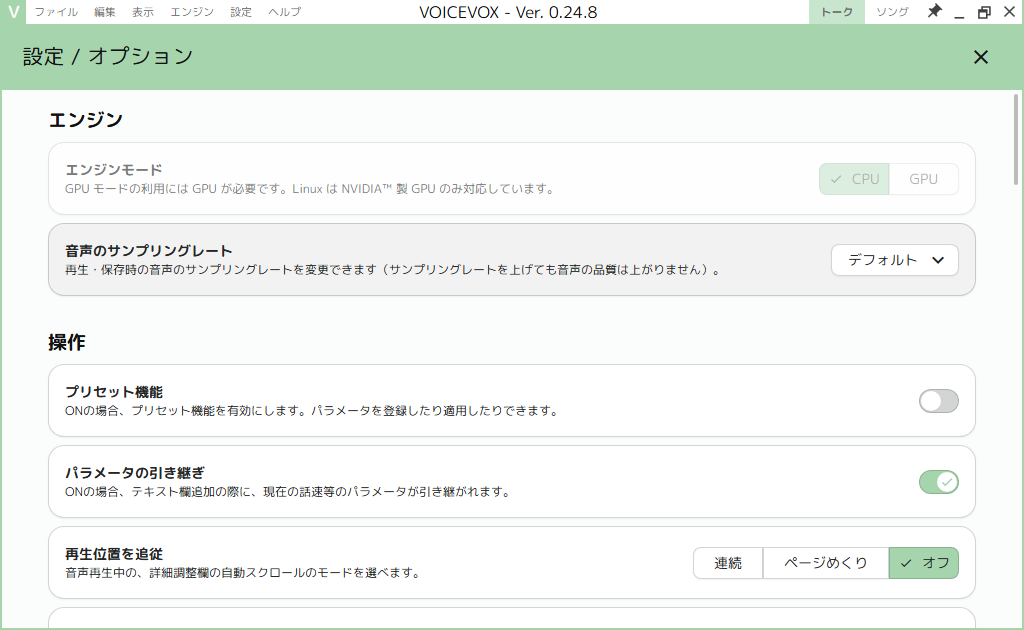 V ファイル 編集 表示 エンジン 設定 ヘルプ VOICEVOX - Ver. 0.24.8 トーク ソング
設定 / オプション
エンジン
エンジンモード
GPU モードの利用には GPU が必要です。Linux は NVIDIA™ 製 GPU のみ対応しています。
CPU GPU
音声のサンプリングレート
再生・保存時の音声のサンプリングレートを変更できます（サンプリングレートを上げても音声の品質は上がりません）。
デフォルト
操作
プリセット機能
ONの場合、プリセット機能を有効にします。パラメータを登録したり適用したりできます。
パラメータの引き継ぎ
ONの場合、テキスト欄追加の際に、現在の話速等のパラメータが引き継がれます。
再生位置を追従
音声再生中の、詳細調整欄の自動スクロールのモードを選べます。
連続 ページめくり オフ